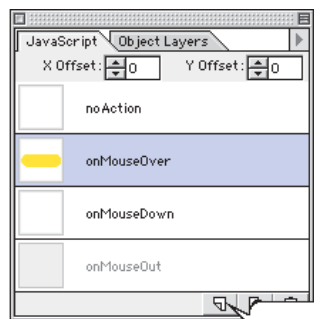 JavaScript Object Layers
X Offset: 0 Y Offset: 0
noAction
onMouseOver
onMouseDown
onMouseOut